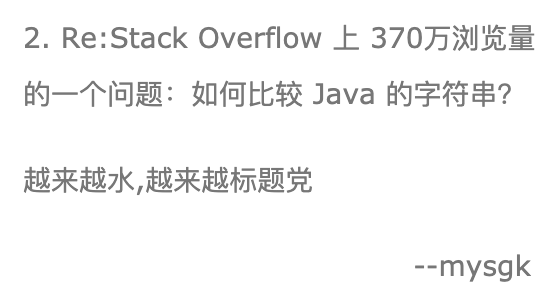 2. Re:Stack Overflow 上 370万浏览量
的一个问题：如何比较 Java 的字符串?
越来越水,越来越标题党
--mysgk